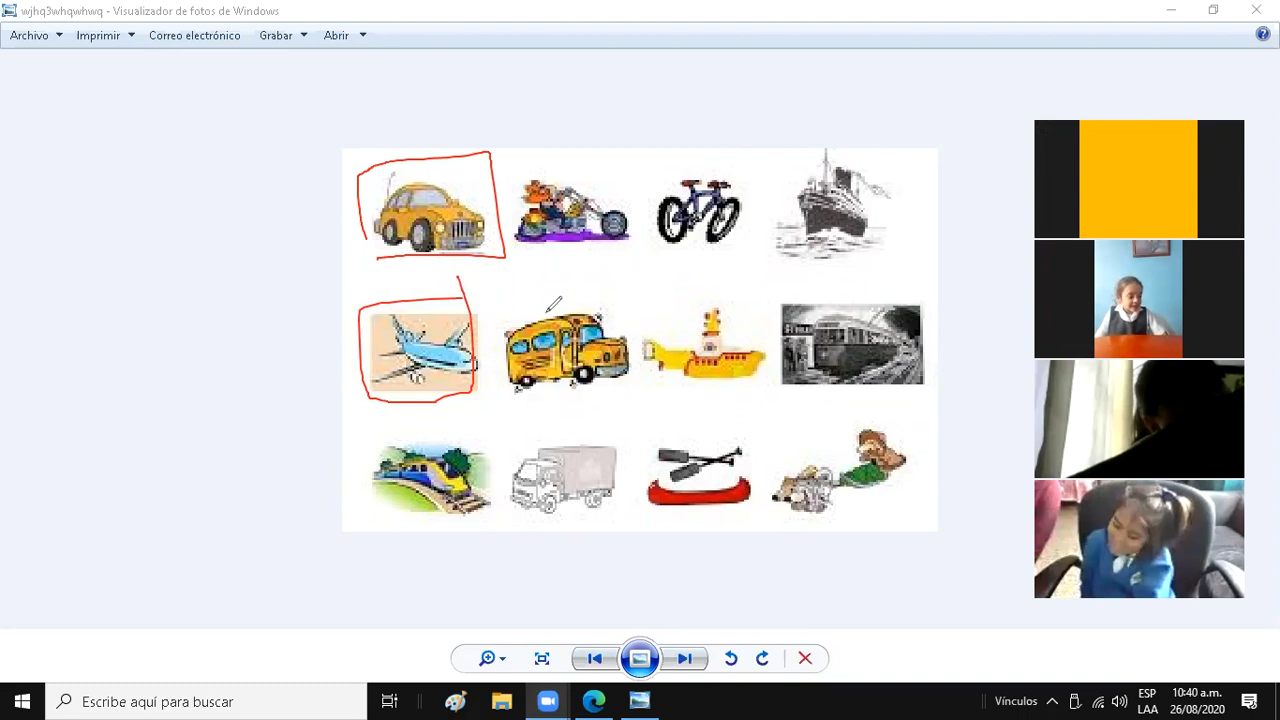 wjhq3whqwhwq - Visualizador de fotos de Windows
Archivo Imprimir Correo electrónico Grabar Abrir
Escribe aquí para buscar
Vínculos
ESP
LAA
10:40 a.m.
26/08/2020